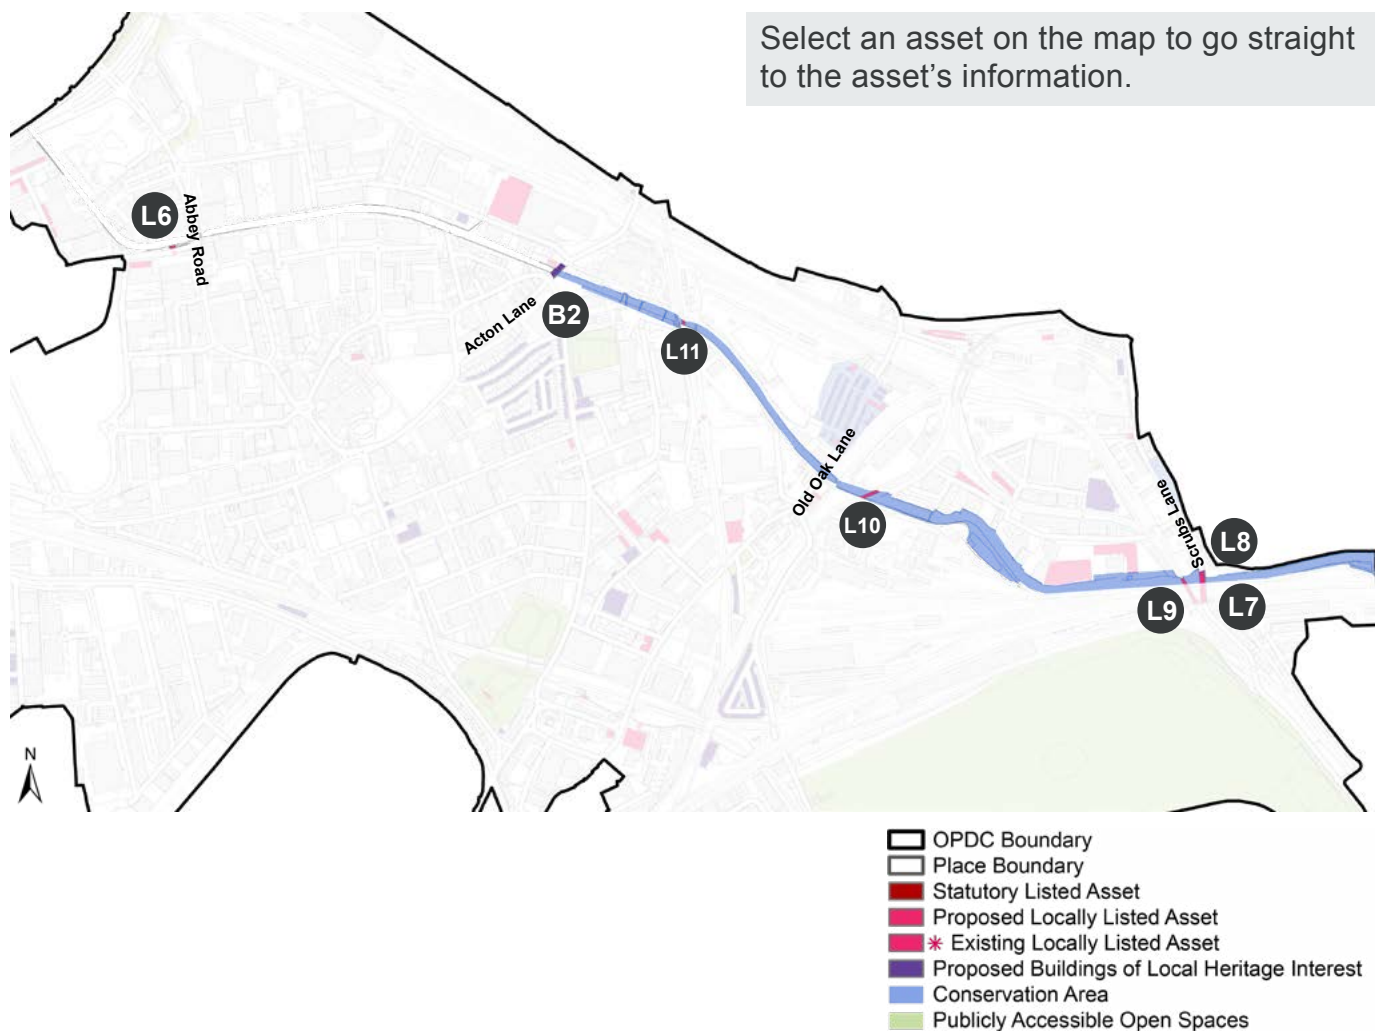 Select an asset on the map to go straight
to the asset's information.
L6
Abbey Road
Acton Lane
B2
L11
Old Oak Lane
L10
Scrubs Lane
L8
L9
L7
N
OPDC Boundary
Place Boundary
Statutory Listed Asset
Proposed Locally Listed Asset
* Existing Locally Listed Asset
Proposed Buildings of Local Heritage Interest
Conservation Area
Publicly Accessible Open Spaces